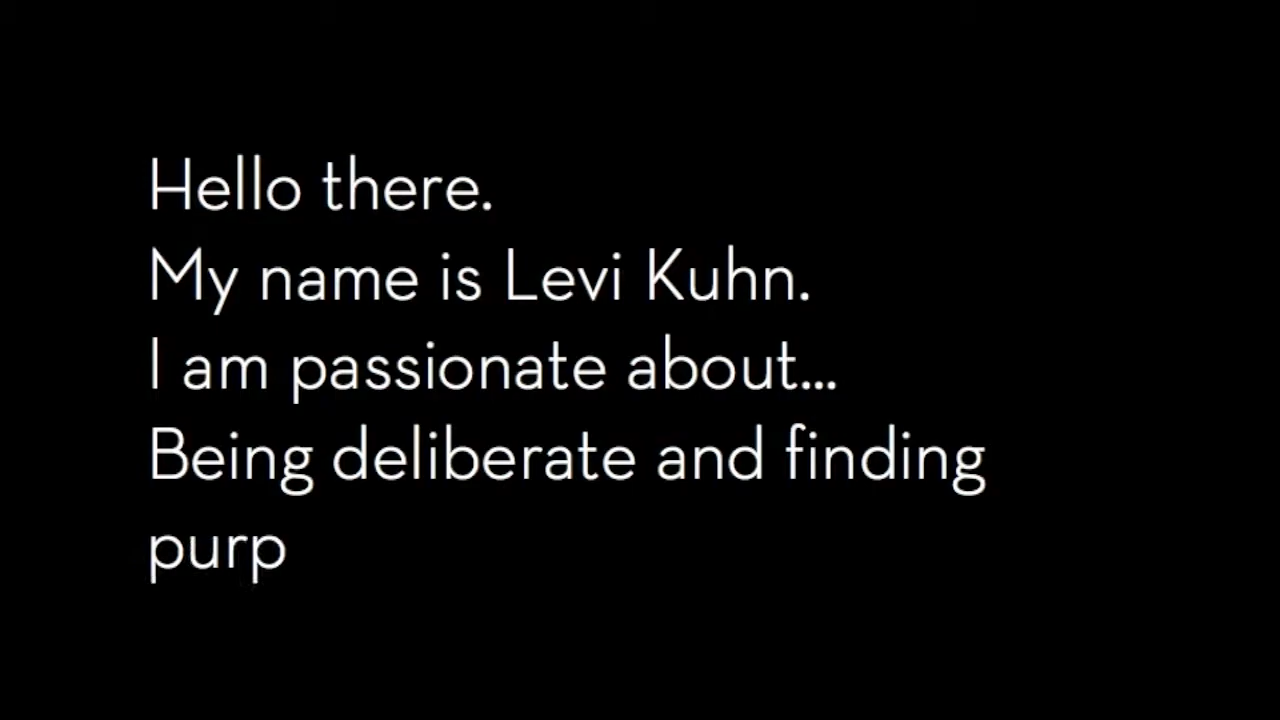 Hello there.
My name is Levi Kuhn.
I am passionate about...
Being deliberate and finding
purp